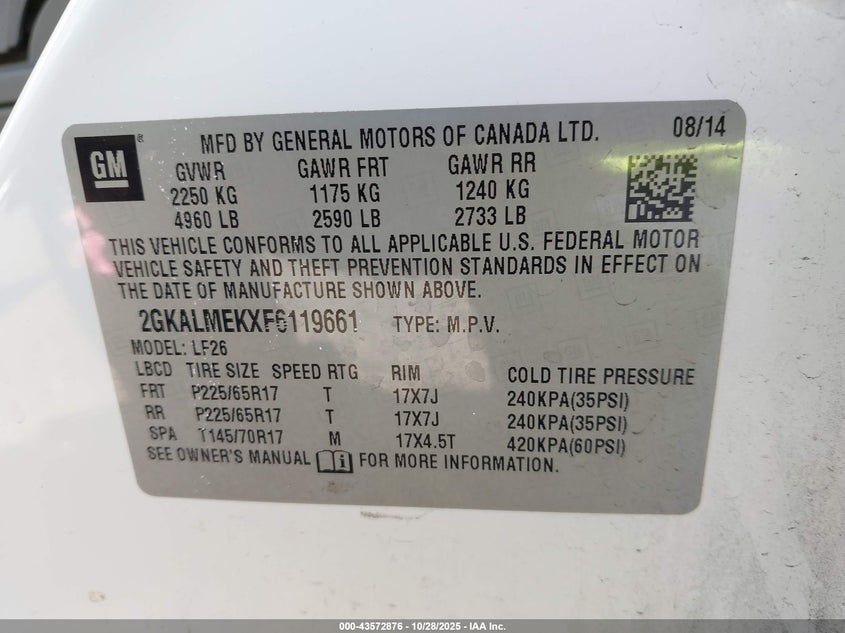 GM ®
MFD BY GENERAL MOTORS OF CANADA LTD. 08/14
GVWR GAWR FRT GAWR RR
2250 KG 1175 KG 1240 KG
4960 LB 2590 LB 2733 LB
THIS VEHICLE CONFORMS TO ALL APPLICABLE U.S. FEDERAL MOTOR
VEHICLE SAFETY AND THEFT PREVENTION STANDARDS IN EFFECT ON
THE DATE OF MANUFACTURE SHOWN ABOVE.
2GKALMEKXF6119661 TYPE: M.P.V.
MODEL: LF26
LBCD TIRE SIZE SPEED RTG RIM COLD TIRE PRESSURE
FRT P225/65R17 T 17X7J 240KPA(35PSI)
RR P225/65R17 T 17X7J 240KPA(35PSI)
SPA T145/70R17 M 17X4.5T 420KPA(60PSI)
SEE OWNER'S MANUAL FOR MORE INFORMATION.
000-43572876 - 10/28/2025 - IAA Inc.